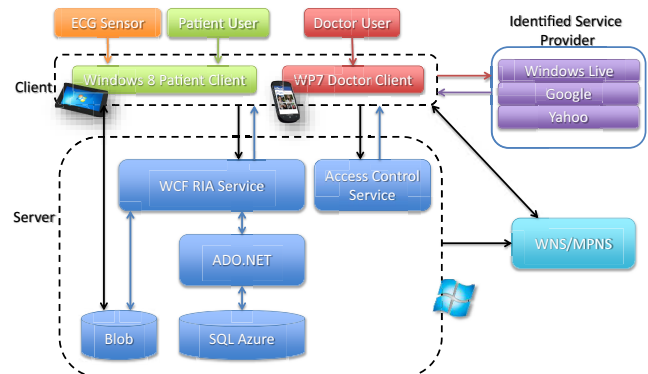 ECG Sensor
Patient User
Doctor User
Identified Service
Provider
Client
Windows 8 Patient Client
WP7 Doctor Client
Windows Live
Google
Yahoo
Server
WCF RIA Service
Access Control
Service
ADO.NET
WNS/MPNS
Blob
SQL Azure